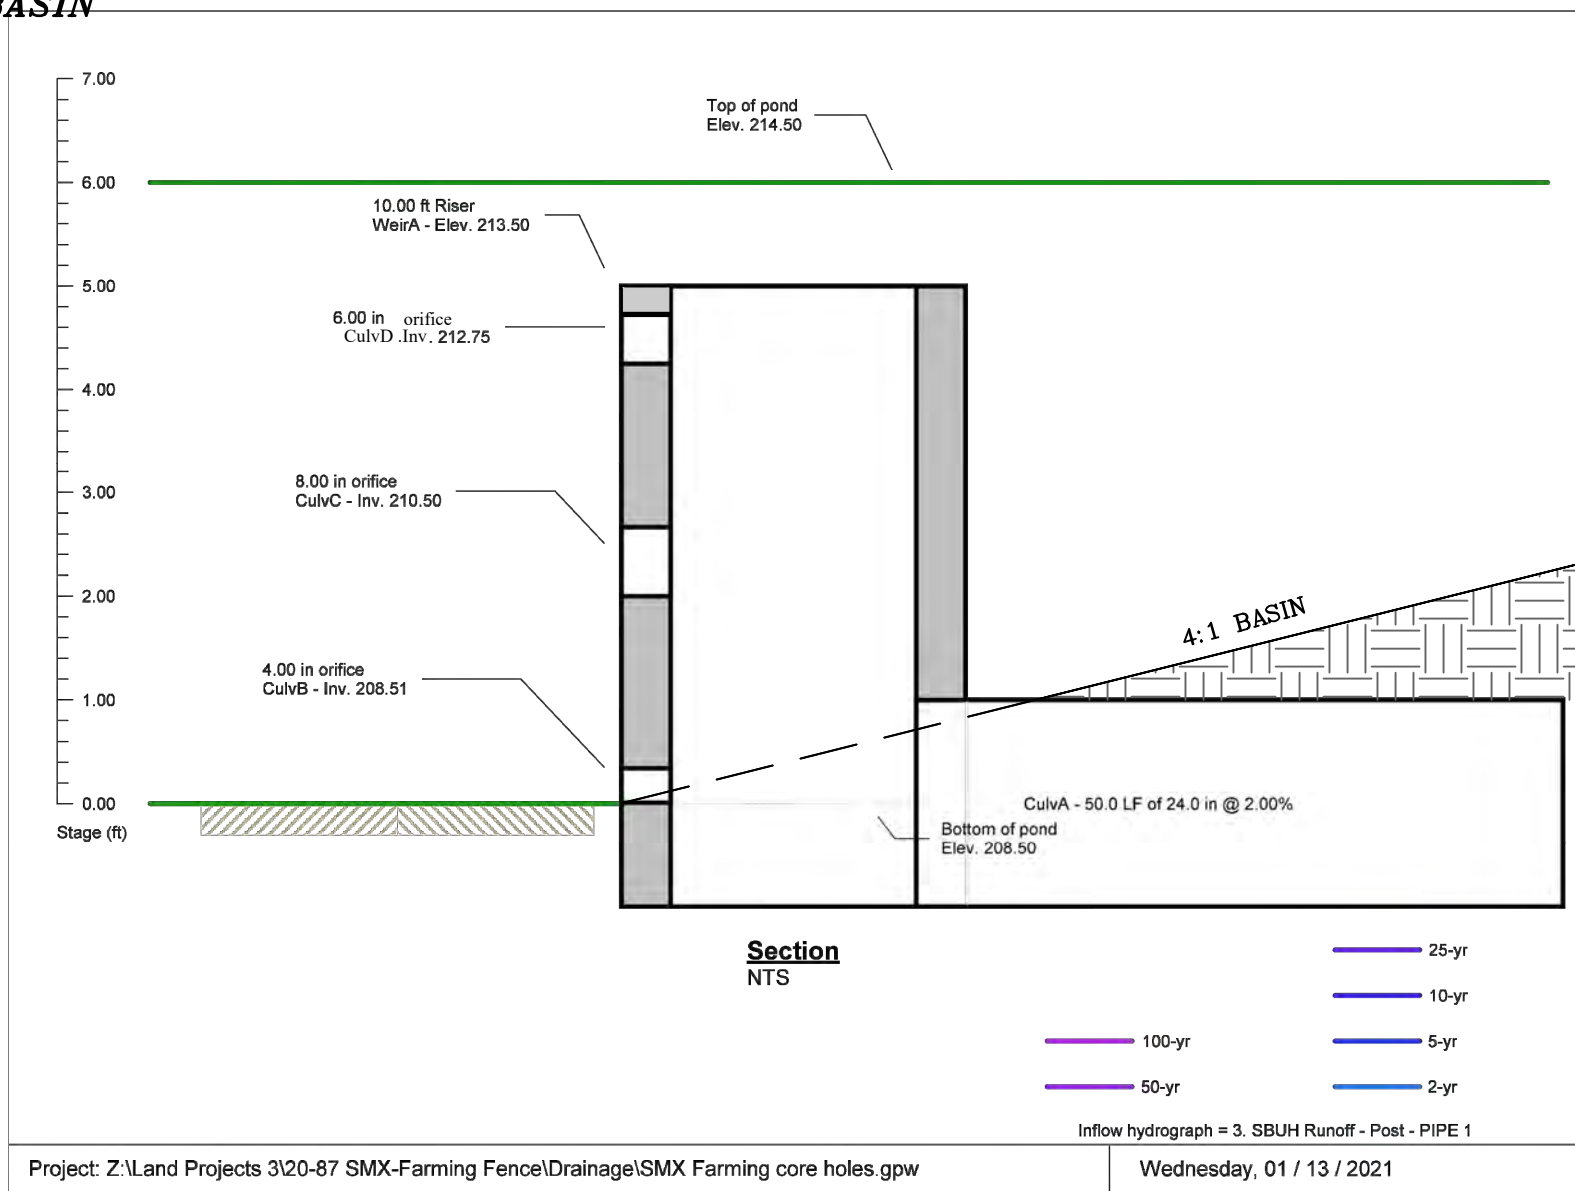 BASIN
7.00
Top of pond
Elev. 214.50
6.00
10.00 ft Riser
WeirA - Elev. 213.50
5.00
6.00 in orifice
CulvD .Inv. 212.75
4.00
8.00 in orifice
CulvC - Inv. 210.50
3.00
2.00
4:1 BASIN
4.00 in orifice
CulvB - Inv. 208.51
1.00
0.00
Stage (ft)
CulvA - 50.0 LF of 24.0 in @ 2.00%
Bottom of pond
Elev. 208.50
Section
NTS
25-yr
10-yr
100-yr
5-yr
50-yr
2-yr
Inflow hydrograph = 3. SBUH Runoff - Post - PIPE 1
Project: Z:\Land Projects 3\20-87 SMX-Farming Fence\Drainage\SMX Farming core holes.gpw
Wednesday, 01 / 13 / 2021